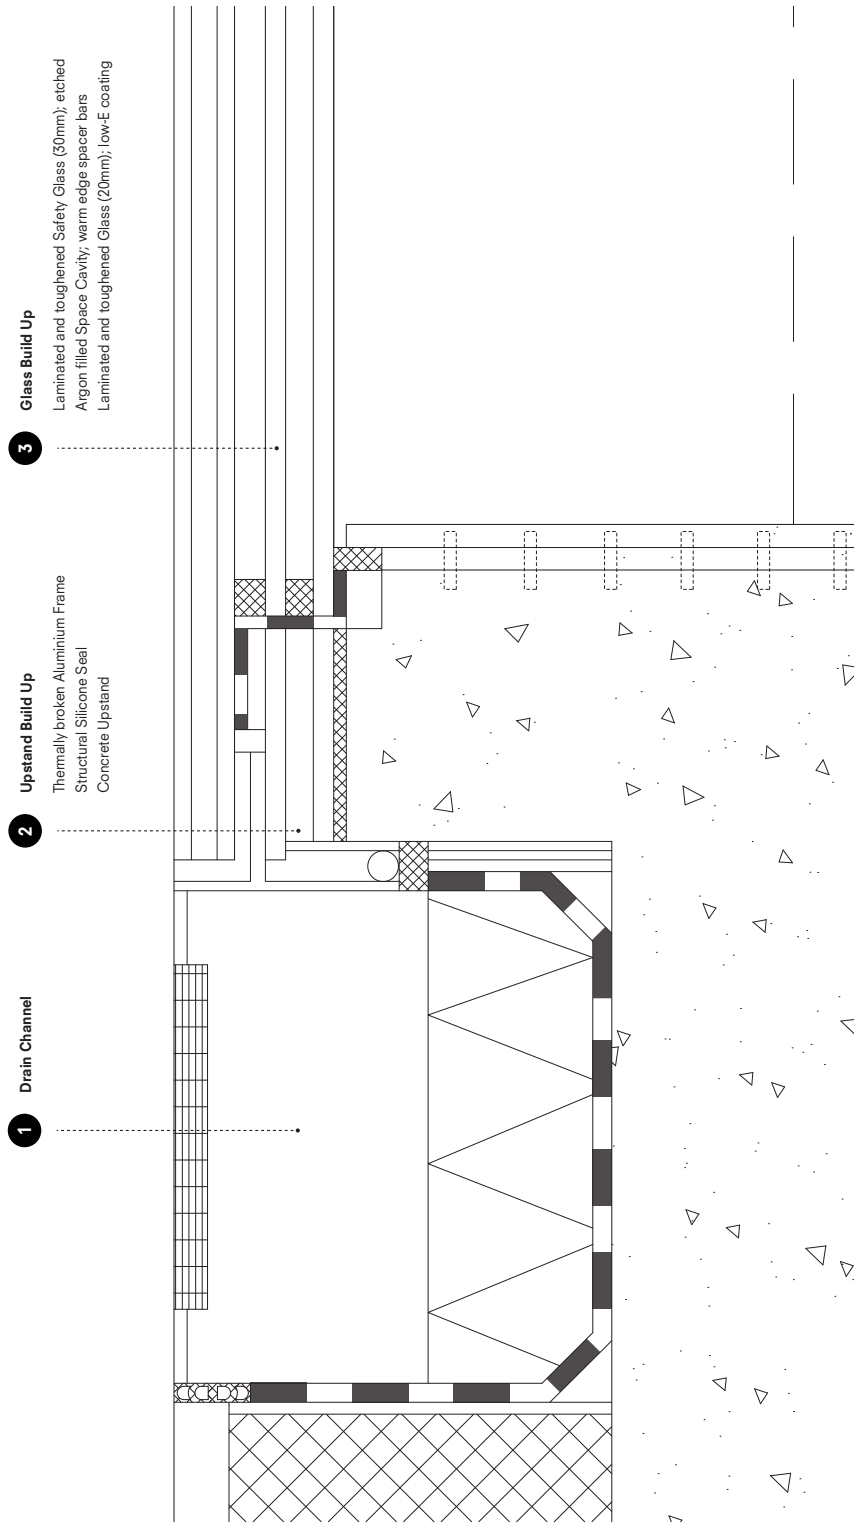 1
Drain Channel
2
Upstand Build Up
Thermally broken Aluminium Frame
Structural Silicone Seal
Concrete Upstand
3
Glass Build Up
Laminated and toughened Safety Glass (30mm); etched
Argon filled Space Cavity; warm edge spacer bars
Laminated and toughened Glass (20mm); low-E coating